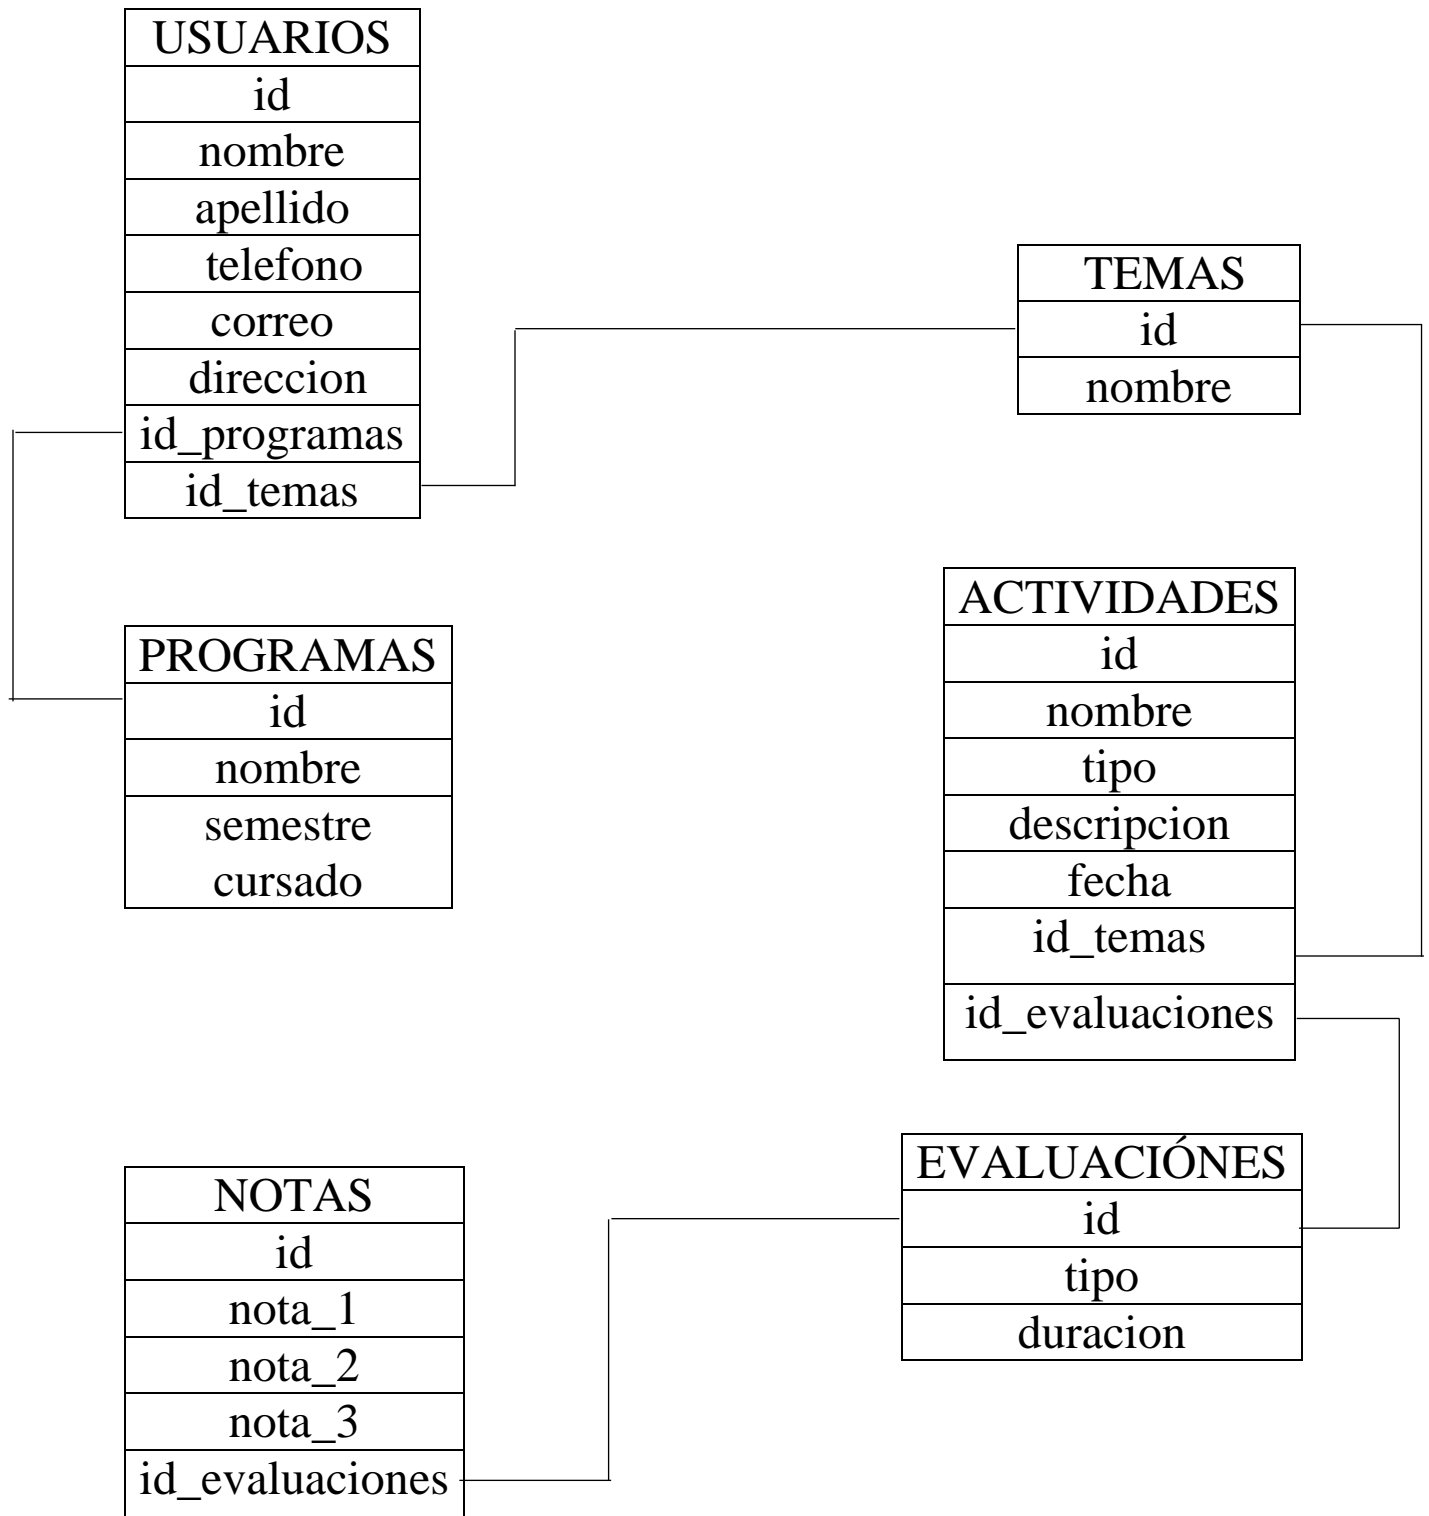 USUARIOS
id
nombre
apellido
telefono
correo
direccion
id_programas
id_temas
TEMAS
id
nombre
PROGRAMAS
id
nombre
semestre
cursado
ACTIVIDADES
id
nombre
tipo
descripcion
fecha
id_temas
id_evaluaciones
NOTAS
id
nota_1
nota_2
nota_3
id_evaluaciones
EVALUACIÓNES
id
tipo
duracion